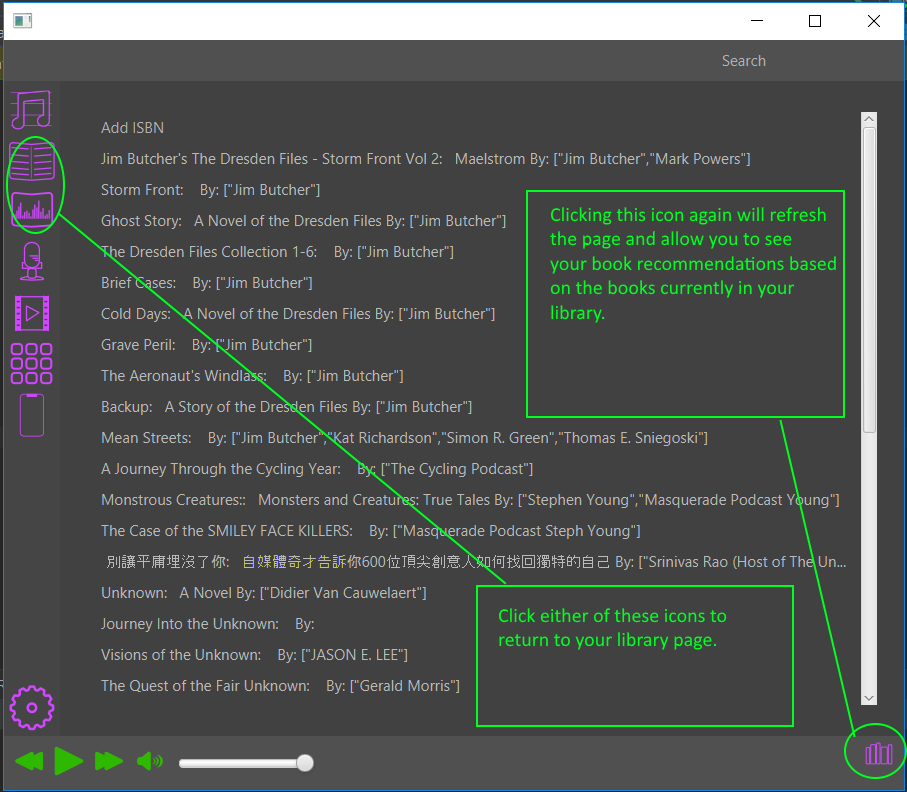 Search
Add ISBN
Jim Butcher's The Dresden Files - Storm Front Vol 2: Maelstrom By: ["Jim Butcher","Mark Powers"]
Storm Front: By: ["Jim Butcher"]
Ghost Story: A Novel of the Dresden Files By: ["Jim Butcher"]
The Dresden Files Collection 1-6: By: ["Jim Butcher"]
Brief Cases: By: ["Jim Butcher"]
Cold Days: A Novel of the Dresden Files By: ["Jim Butcher"]
Grave Peril: By: ["Jim Butcher"]
The Aeronaut's Windlass: By: ["Jim Butcher"]
Backup: A Story of the Dresden Files By: ["Jim Butcher"]
Mean Streets: By: ["Jim Butcher","Kat Richardson","Simon R. Green","Thomas E. Sniegoski"]
A Journey Through the Cycling Year: By: ["The Cycling Podcast"]
Monstrous Creatures:: Monsters and Creatures: True Tales By: ["Stephen Young","Masquerade Podcast Young"]
The Case of the SMILEY FACE KILLERS: By: ["Masquerade Podcast Steph Young"]
別讓平庸埋沒了你: 自媒體奇才告訴你600位頂尖創意人如何找回獨特的自己 By: ["Srinivas Rao (Host of The Un...
Unknown: A Novel By: ["Didier Van Cauwelaert"]
Journey Into the Unknown: By:
Visions of the Unknown: By: ["JASON E. LEE"]
The Quest of the Fair Unknown: By: ["Gerald Morris"]
Clicking this icon again will refresh
the page and allow you to see
your book recommendations based
on the books currently in your
library.
Click either of these icons to
return to your library page.